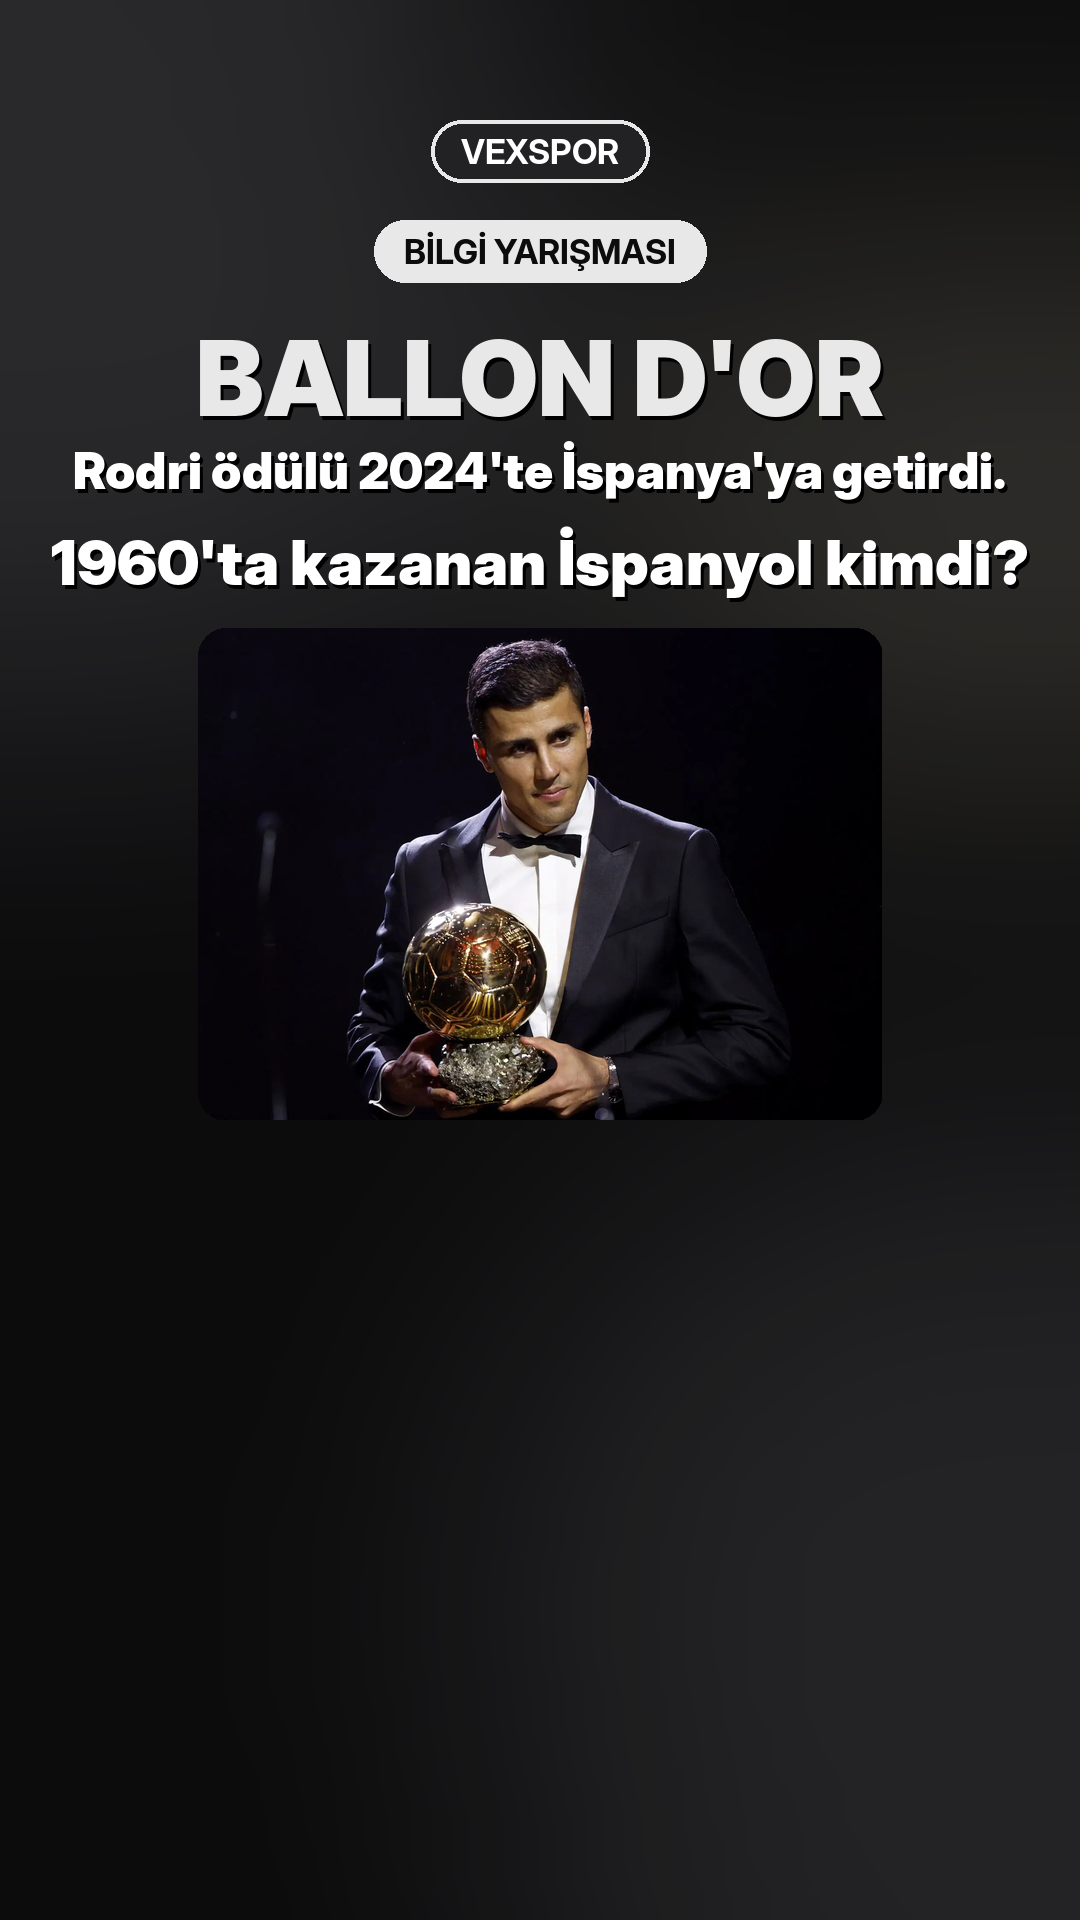 VEXSPOR
BİLGİ YARIŞMASI
BALLON D'OR
Rodri ödülü 2024'te İspanya'ya getirdi.
1960'ta kazanan İspanyol kimdi?